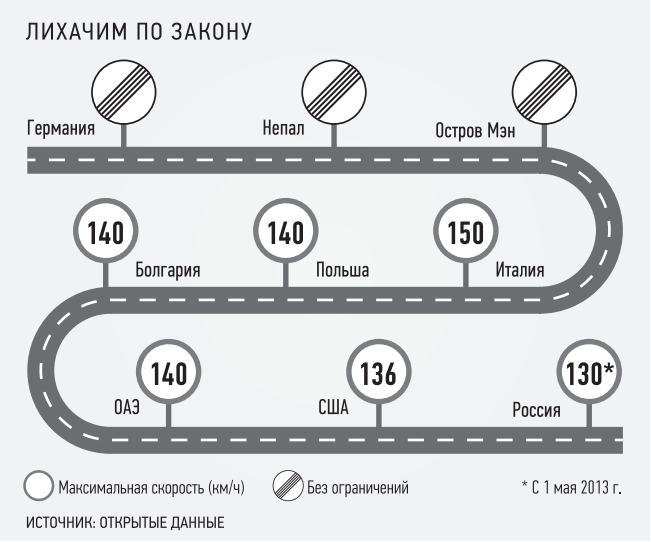 ЛИХАЧИМ ПО ЗАКОНУ
Германия
Непал
Остров Мэн
140
140
150
Болгария
Польша
Италия
140
136
130*
ОАЭ
США
Россия
Максимальная скорость (км/ч)
Без ограничений
* С 1 мая 2013 г.
ИСТОЧНИК: ОТКРЫТЫЕ ДАННЫЕ